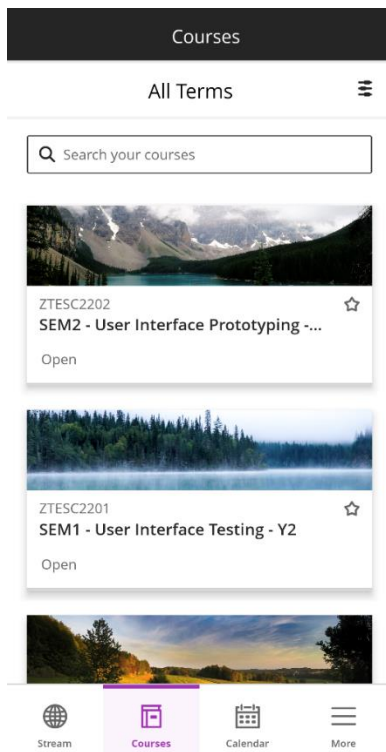 Courses
All Terms
Search your courses
ZTESC2202
SEM2 - User Interface Prototyping -...
Open
ZTESC2201
SEM1 - User Interface Testing - Y2
Open
Stream
Courses
Calendar
More